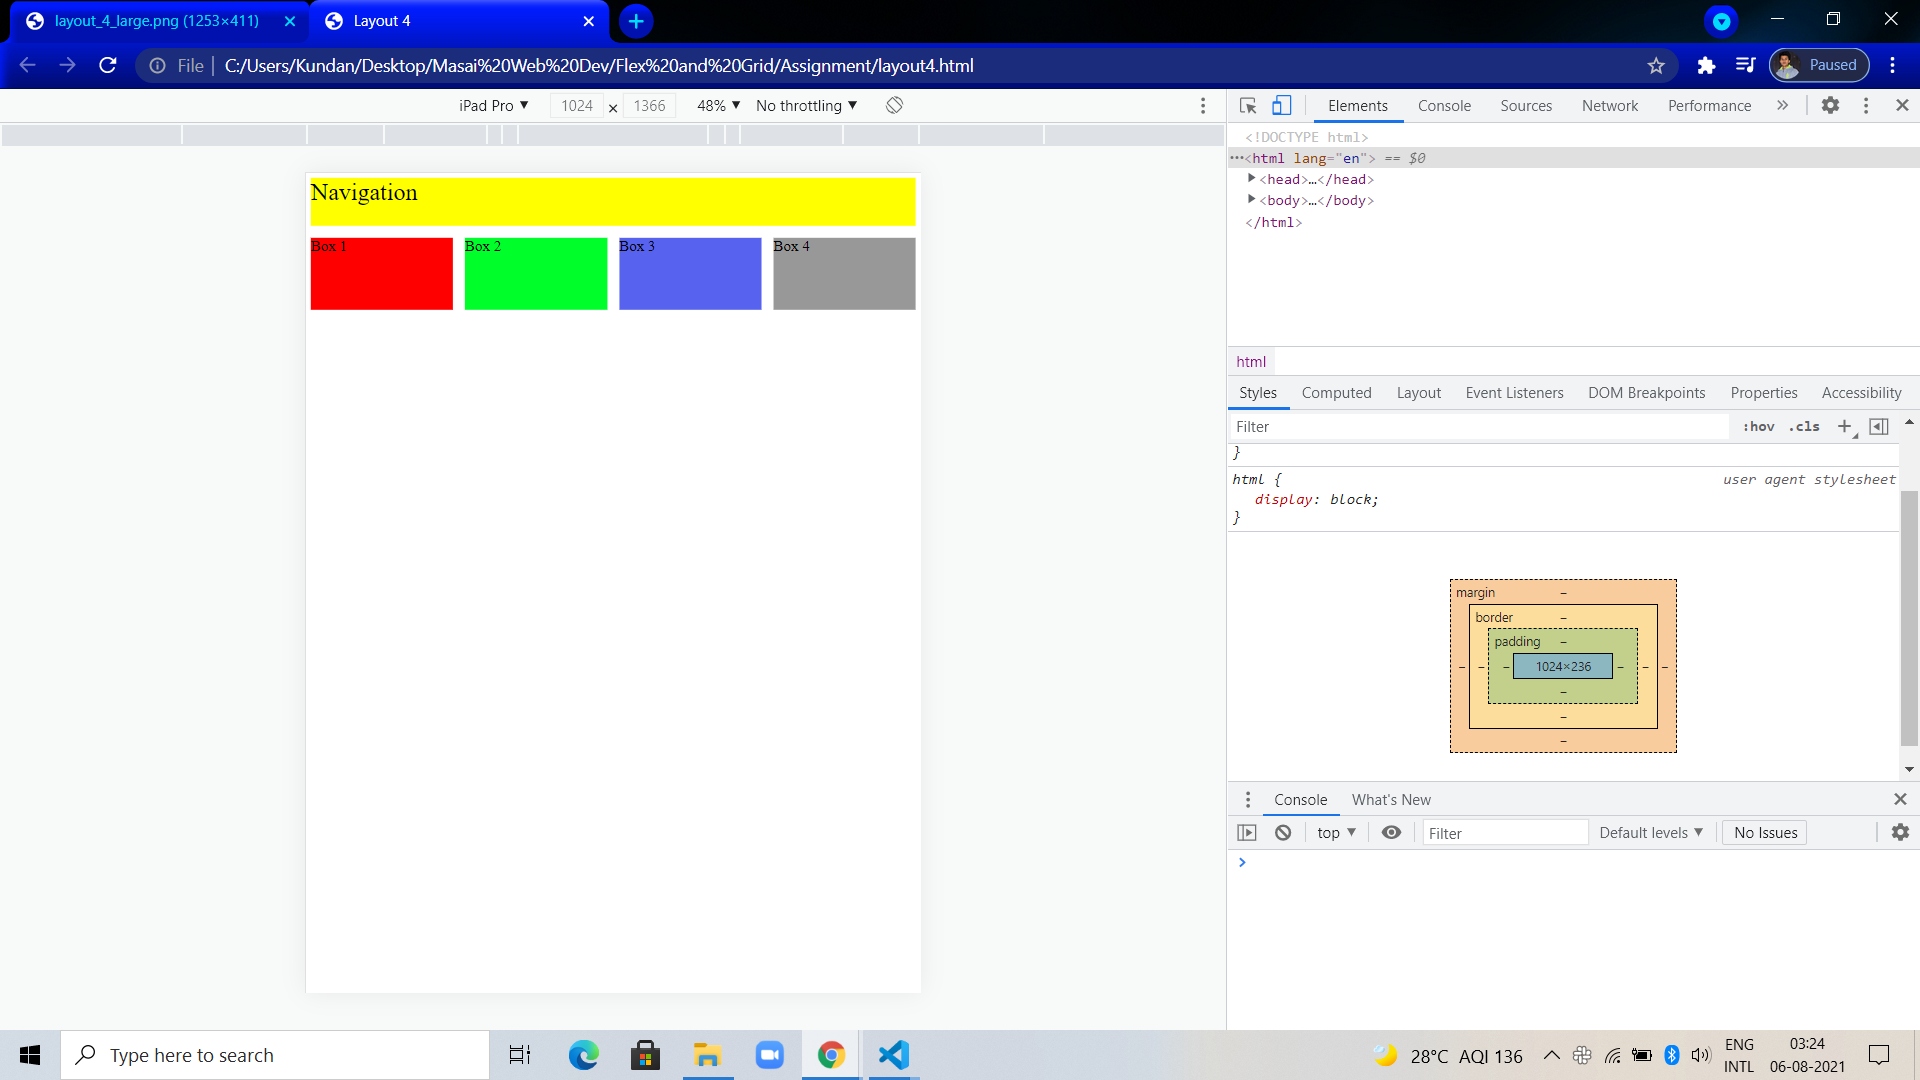 layout_4_large.png (1253×411)
Layout 4
File
C:/Users/Kundan/Desktop/Masai%20Web%20Dev/Flex%20and%20Grid/Assignment/layout4.html
Paused
iPad Pro ▼ 1024 × 1366 48% ▼ No throttling ▼
Elements Console Sources Network Performance »
<!DOCTYPE html>
···<html lang="en"> == $0
▶<head>…</head>
▶<body>…</body>
</html>
Navigation
Box 1 Box 2 Box 3 Box 4
html
Styles Computed Layout Event Listeners DOM Breakpoints Properties Accessibility
Filter :hov .cls +
}
html { user agent stylesheet
display: block;
}
margin –
border –
padding –
– – – 1024×236 – – –
–
–
–
Console What's New
top ▼ Filter Default levels ▼ No Issues
>
Type here to search
28°C AQI 136
ENG
INTL
03:24
06-08-2021